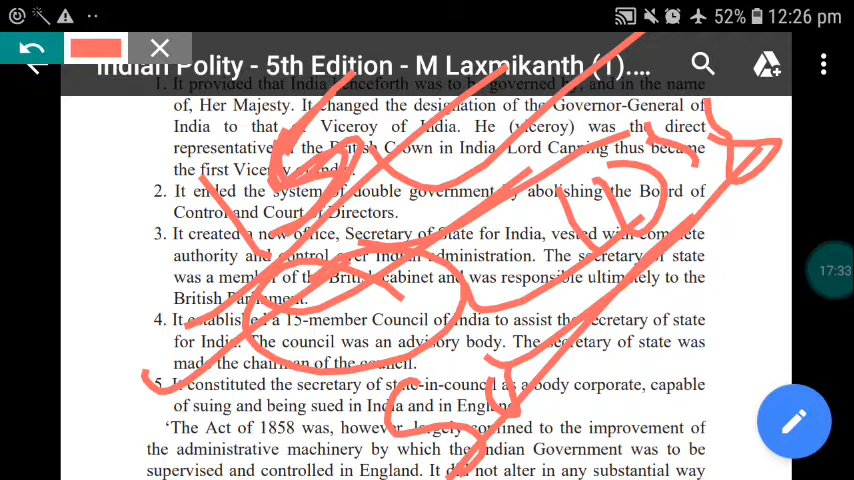 52% 12:26 pm
Indian Polity - 5th Edition - M Laxmikanth (1)....
1. It provided that India henceforth was to be governed by, and in the name
of, Her Majesty. It changed the designation of the Governor-General of
India to that of Viceroy of India. He (viceroy) was the direct
representative of the British Crown in India. Lord Canning thus became
the first Viceroy of India.
2. It ended the system of double government by abolishing the Board of
Control and Court of Directors.
3. It created a new office, Secretary of State for India, vested with complete
authority and control over Indian administration. The secretary of state
was a member of the British cabinet and was responsible ultimately to the
British Parliament.
17:33
4. It established a 15-member Council of India to assist the secretary of state
for India. The council was an advisory body. The secretary of state was
made the chairman of the council.
5. It constituted the secretary of state-in-council as a body corporate, capable
of suing and being sued in India and in England.
‘The Act of 1858 was, however, largely confined to the improvement of
the administrative machinery by which the Indian Government was to be
supervised and controlled in England. It did not alter in any substantial way